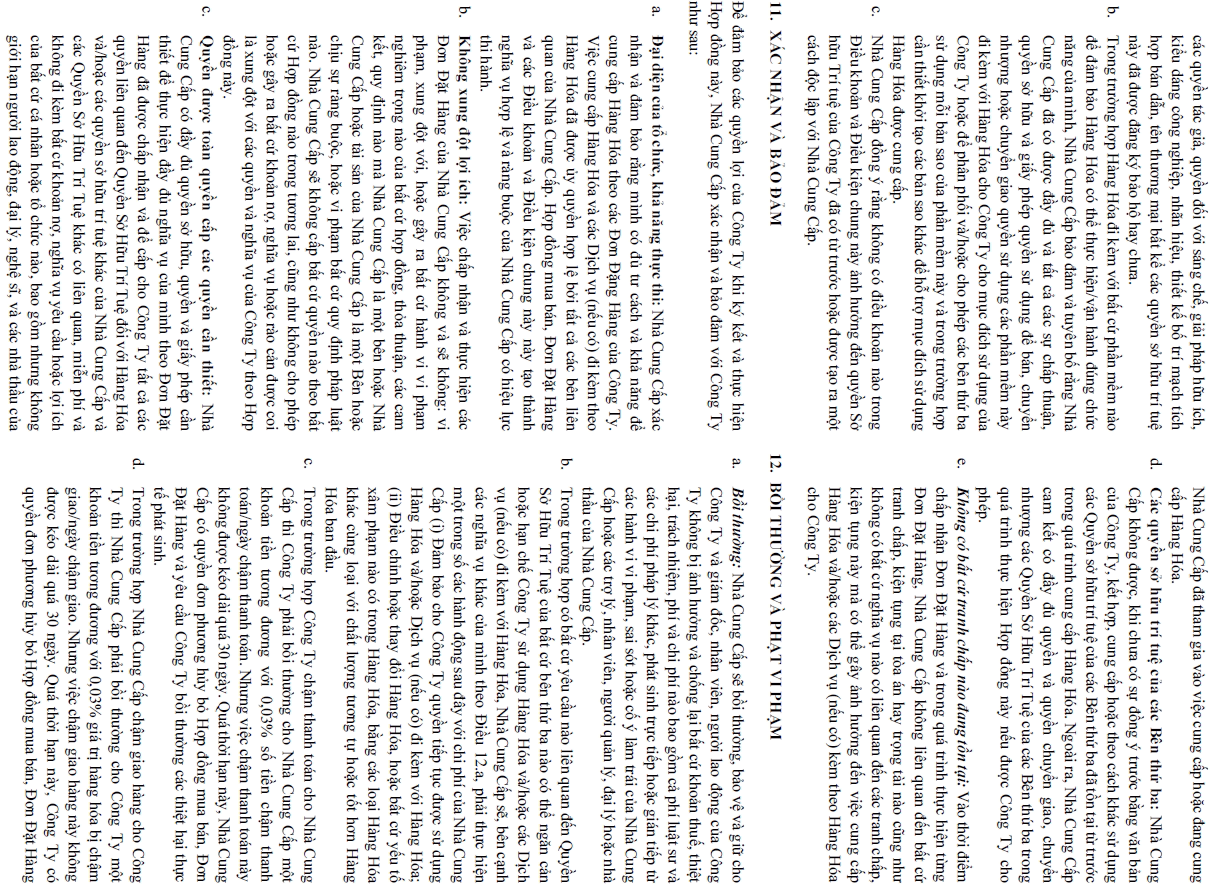 các quyền tác giả, quyền đối với sáng chế, giải pháp hữu ích,
kiểu dáng công nghiệp, nhãn hiệu, thiết kế bố trí mạch tích
hợp bán dẫn, tên thương mại bất kể các quyền sở hữu trí tuệ
này đã được đăng ký bảo hộ hay chưa.
b. Trong trường hợp Hàng Hóa đi kèm với bất cứ phần mềm nào
để đảm bảo Hàng Hóa có thể thực hiện/vận hành đúng chức
năng của mình, Nhà Cung Cấp bảo đảm và tuyên bố rằng Nhà
Cung Cấp đã có được đầy đủ và tất cả các sự chấp thuận,
quyền sở hữu và giấy phép quyền sử dụng để bán, chuyển
nhượng hoặc chuyển giao quyền sử dụng các phần mềm này
đi kèm với Hàng Hóa cho Công Ty cho mục đích sử dụng của
Công Ty hoặc để phân phối và/hoặc cho phép các bên thứ ba
sử dụng mỗi bản sao của phần mềm này và trong trường hợp
cần thiết khởi tạo các bản sao khác để hỗ trợ mục đích sử dụng
Hàng Hóa được cung cấp.
c. Nhà Cung Cấp đồng ý rằng không có điều khoản nào trong
Điều khoản và Điều kiện chung này ảnh hưởng đến quyền Sở
hữu Trí tuệ của Công Ty đã có từ trước hoặc được tạo ra một
cách độc lập với Nhà Cung Cấp.
11. XÁC NHẬN VÀ BẢO ĐẢM
Để đảm bảo các quyền lợi của Công Ty khi ký kết và thực hiện
Hợp đồng này, Nhà Cung Cấp xác nhận và bảo đảm với Công Ty
như sau:
a. Đại diện của tổ chức, khả năng thực thi: Nhà Cung Cấp xác
nhận và đảm bảo rằng mình có đủ tư cách và khả năng để
cung cấp Hàng Hóa theo các Đơn Đặt Hàng của Công Ty.
Việc cung cấp Hàng Hóa và các Dịch vụ (nếu có) đi kèm theo
Hàng Hóa đã được ủy quyền hợp lệ bởi tất cả các bên liên
quan của Nhà Cung Cấp. Hợp đồng mua bán, Đơn Đặt Hàng
và các Điều khoản và Điều kiện chung này này tạo thành
nghĩa vụ hợp lệ và ràng buộc của Nhà Cung Cấp có hiệu lực
thi hành.
b. Không xung đột lợi ích: Việc chấp nhận và thực hiện các
Đơn Đặt Hàng của Nhà Cung Cấp không và sẽ không: vi
phạm, xung đột với, hoặc gây ra bất cứ hành vi vi phạm
nghiêm trọng nào của bất cứ hợp đồng, thỏa thuận, các cam
kết, quy định nào mà Nhà Cung Cấp là một bên hoặc Nhà
Cung Cấp hoặc tài sản của Nhà Cung Cấp là một Bên hoặc
chịu sự ràng buộc, hoặc vi phạm bất cứ quy định pháp luật
nào. Nhà Cung Cấp sẽ không cấp bất cứ quyền nào theo bất
cứ Hợp đồng nào trong tương lai, cũng như không cho phép
hoặc gây ra bất cứ khoản nợ, nghĩa vụ hoặc rào cản được coi
là xung đột với các quyền và nghĩa vụ của Công Ty theo Hợp
đồng này.
c. Quyền được toàn quyền cấp các quyền cần thiết: Nhà
Cung Cấp có đầy đủ quyền sở hữu, quyền và giấy phép cần
thiết để thực hiện đầy đủ nghĩa vụ của mình theo Đơn Đặt
Hàng đã được chấp nhận và để cấp cho Công Ty tất cả các
quyền liên quan đến Quyền Sở Hữu Trí Tuệ đối với Hàng Hóa
và/hoặc các quyền sở hữu trí tuệ khác của Nhà Cung Cấp và
các Quyền Sở Hữu Trí Tuệ khác có liên quan, miễn phí và
không đi kèm bất cứ khoản nợ, nghĩa vụ yêu cầu hoặc lợi ích
của bất cứ cá nhân hoặc tổ chức nào, bao gồm nhưng không
giới hạn người lao động, đại lý, nghệ sĩ, và các nhà thầu của
Nhà Cung Cấp đã tham gia vào việc cung cấp hoặc đang cung
cấp Hàng Hóa.
d. Các quyền sở hữu trí tuệ của các Bên thứ ba: Nhà Cung
Cấp không được, khi chưa có sự đồng ý trước bằng văn bản
của Công Ty, kết hợp, cung cấp hoặc theo cách khác sử dụng
các Quyền sở hữu trí tuệ của các Bên thứ ba đã tồn tại từ trước
trong quá trình cung cấp Hàng Hóa. Ngoài ra, Nhà Cung Cấp
cam kết có đầy đủ quyền và quyền chuyển giao, chuyển
nhượng các Quyền Sở Hữu Trí Tuệ của các Bên thứ ba trong
quá trình thực hiện Hợp đồng này nếu được Công Ty cho
phép.
e. Không có bất cứ tranh chấp nào đang tồn tại: Vào thời điểm
chấp nhận Đơn Đặt Hàng và trong quá trình thực hiện từng
Đơn Đặt Hàng, Nhà Cung Cấp không liên quan đến bất cứ
tranh chấp, kiện tụng tại tòa án hay trọng tài nào cũng như
không có bất cứ nghĩa vụ nào có liên quan đến các tranh chấp,
kiện tụng này mà có thể gây ảnh hưởng đến việc cung cấp
Hàng Hóa và/hoặc các Dịch vụ (nếu có) kèm theo Hàng Hóa
cho Công Ty.
12. BỒI THƯỜNG VÀ PHẠT VI PHẠM
a. Bồi thường: Nhà Cung Cấp sẽ bồi thường, bảo vệ và giữ cho
Công Ty và giám đốc, nhân viên, người lao động của Công
Ty không bị ảnh hưởng và chống lại bất cứ khoản thuế, thiệt
hại, trách nhiệm, phí và chi phí nào bao gồm cả phí luật sư và
các chi phí pháp lý khác, phát sinh trực tiếp hoặc gián tiếp từ
các hành vi vi phạm, sai sót hoặc cố ý làm trái của Nhà Cung
Cấp hoặc các trợ lý, nhân viên, người quản lý, đại lý hoặc nhà
thầu của Nhà Cung Cấp.
b. Trong trường hợp có bất cứ yêu cầu nào liên quan đến Quyền
Sở Hữu Trí Tuệ của bất cứ bên thứ ba nào có thể ngăn cản
hoặc hạn chế Công Ty sử dụng Hàng Hóa và/hoặc các Dịch
vụ (nếu có) đi kèm với Hàng Hóa, Nhà Cung Cấp sẽ, bên cạnh
các nghĩa vụ khác của mình theo Điều 12.a, phải thực hiện
một trong số các hành động sau đây với chi phí của Nhà Cung
Cấp (i) Đảm bảo cho Công Ty quyền tiếp tục được sử dụng
Hàng Hóa và/hoặc Dịch vụ (nếu có) đi kèm với Hàng Hóa;
(ii) Điều chỉnh hoặc thay đổi Hàng Hóa, hoặc bất cứ yếu tố
xâm phạm nào có trong Hàng Hóa, bằng các loại Hàng Hóa
khác cùng loại với chất lượng tương tự hoặc tốt hơn Hàng
Hóa ban đầu.
c. Trong trường hợp Công Ty chậm thanh toán cho Nhà Cung
Cấp thì Công Ty phải bồi thường cho Nhà Cung Cấp một
khoản tiền tương đương với 0,03% số tiền chậm thanh
toán/ngày chậm thanh toán. Nhưng việc chậm thanh toán này
không được kéo dài quá 30 ngày. Quá thời hạn này, Nhà Cung
Cấp có quyền đơn phương hủy bỏ Hợp đồng mua bán, Đơn
Đặt Hàng và yêu cầu Công Ty bồi thường các thiệt hại thực
tế phát sinh.
d. Trong trường hợp Nhà Cung Cấp chậm giao hàng cho Công
Ty thì Nhà Cung Cấp phải bồi thường cho Công Ty một
khoản tiền tương đương với 0,03% giá trị hàng hóa bị chậm
giao/ngày chậm giao. Nhưng việc chậm giao hàng này không
được kéo dài quá 30 ngày. Quá thời hạn này, Công Ty có
quyền đơn phương hủy bỏ Hợp đồng mua bán, Đơn Đặt Hàng